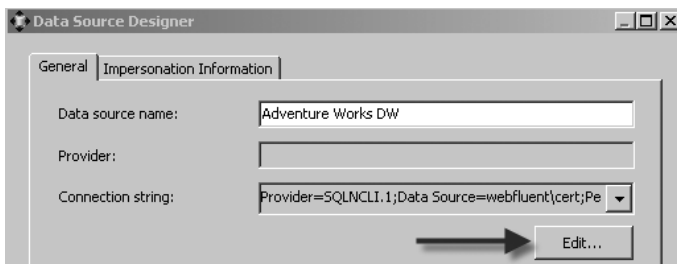 Data Source Designer
General
Impersonation Information
Data source name:
Adventure Works DW
Provider:
Connection string:
Provider=SQLNCLI.1;Data Source=webfluent\cert;Pe
Edit...